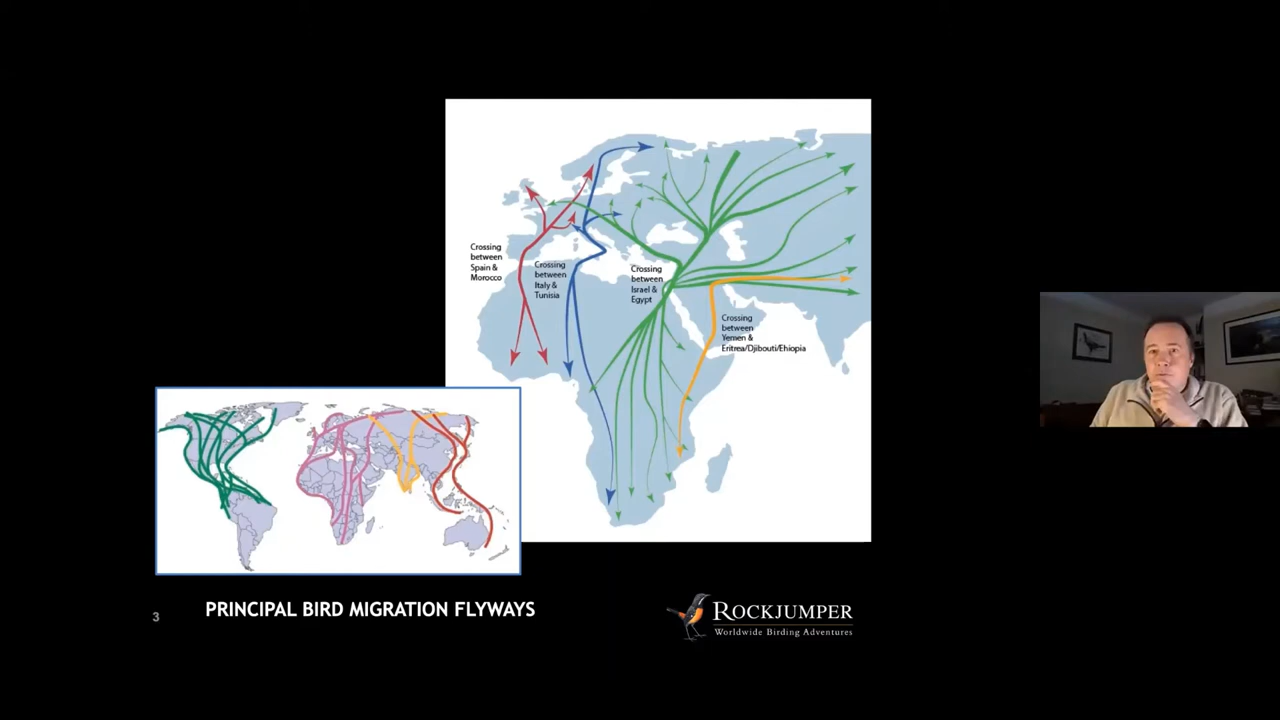 Crossing
between
Spain &
Morocco
Crossing
between
Italy &
Tunisia
Crossing
between
Israel &
Egypt
Crossing
between
Yemen &
Eritrea/Djibouti/Ehiopia
3
PRINCIPAL BIRD MIGRATION FLYWAYS
ROCKJUMPER
Worldwide Birding Adventures